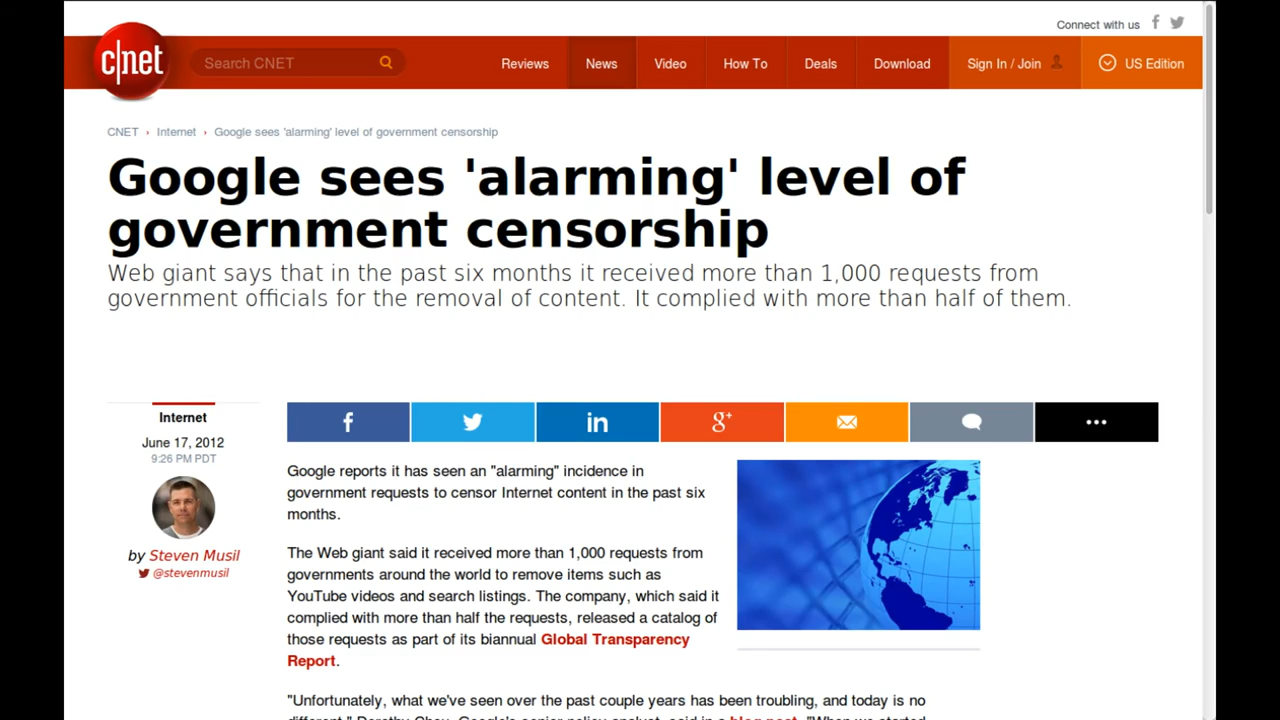 Connect with us
c|net
Search CNET
Reviews
News
Video
How To
Deals
Download
Sign In / Join
US Edition
CNET › Internet › Google sees 'alarming' level of government censorship
Google sees 'alarming' level of
government censorship
Web giant says that in the past six months it received more than 1,000 requests from
government officials for the removal of content. It complied with more than half of them.
Internet
June 17, 2012
9:26 PM PDT
by Steven Musil
@stevenmusil
Google reports it has seen an "alarming" incidence in
government requests to censor Internet content in the past six
months.
The Web giant said it received more than 1,000 requests from
governments around the world to remove items such as
YouTube videos and search listings. The company, which said it
complied with more than half the requests, released a catalog of
those requests as part of its biannual Global Transparency
Report.
"Unfortunately, what we've seen over the past couple years has been troubling, and today is no
different," Dorothy Chou, Google's senior policy analyst, said in a blog post. "When we started